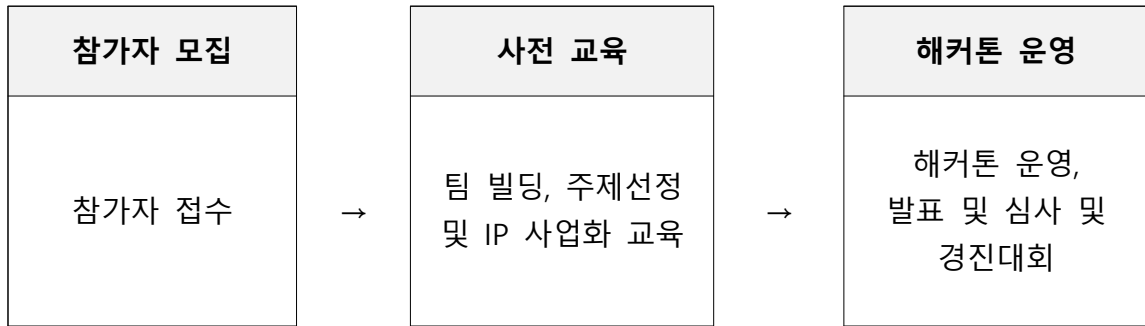 참가자 모집
참가자 접수
→
사전 교육
팀 빌딩, 주제선정
및 IP 사업화 교육
→
해커톤 운영
해커톤 운영,
발표 및 심사 및
경진대회